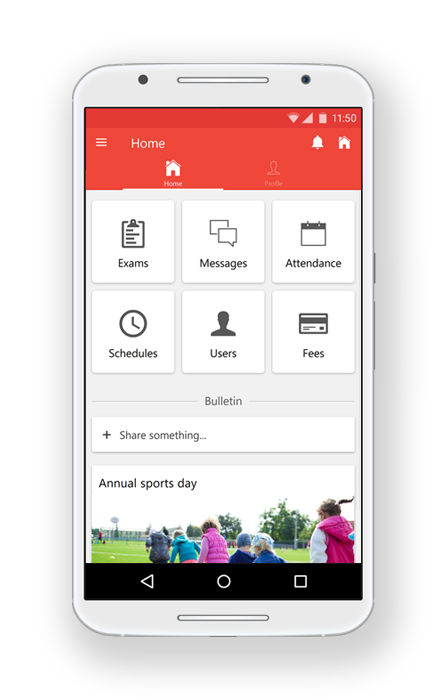 11:50
Home
Home
Profile
Exams
Messages
Attendance
Schedules
Users
Fees
Bulletin
+ Share something...
Annual sports day